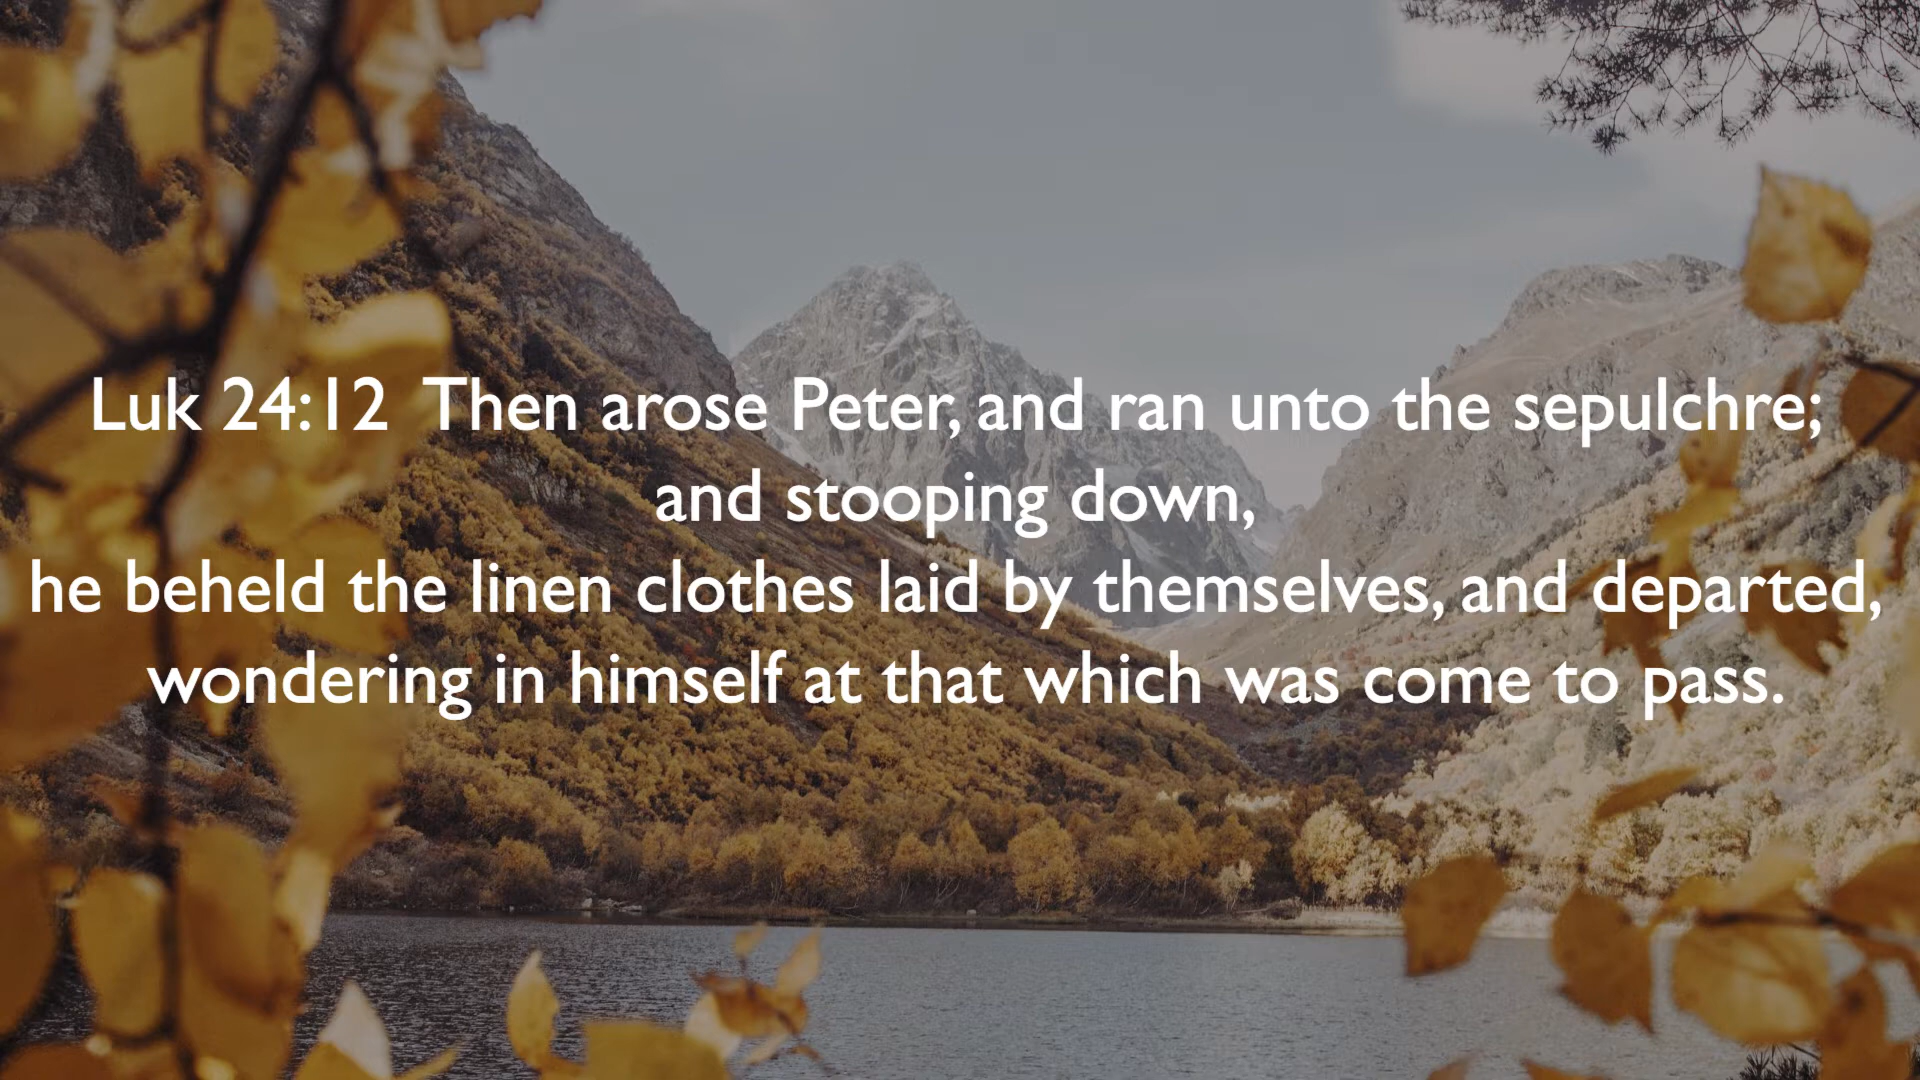 Luk 24:12  Then arose Peter, and ran unto the sepulchre;
and stooping down,
he beheld the linen clothes laid by themselves, and departed,
wondering in himself at that which was come to pass.